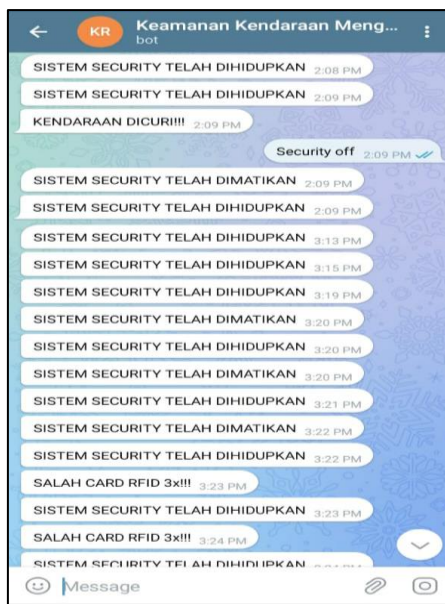 KR
Keamanan Kendaraan Meng...
bot
SISTEM SECURITY TELAH DIHIDUPKAN 2:08 PM
SISTEM SECURITY TELAH DIHIDUPKAN 2:09 PM
KENDARAAN DICURI!!! 2:09 PM
Security off 2:09 PM
SISTEM SECURITY TELAH DIMATIKAN 2:09 PM
SISTEM SECURITY TELAH DIHIDUPKAN 2:09 PM
SISTEM SECURITY TELAH DIHIDUPKAN 3:13 PM
SISTEM SECURITY TELAH DIHIDUPKAN 3:15 PM
SISTEM SECURITY TELAH DIHIDUPKAN 3:19 PM
SISTEM SECURITY TELAH DIMATIKAN 3:20 PM
SISTEM SECURITY TELAH DIHIDUPKAN 3:20 PM
SISTEM SECURITY TELAH DIMATIKAN 3:20 PM
SISTEM SECURITY TELAH DIHIDUPKAN 3:21 PM
SISTEM SECURITY TELAH DIMATIKAN 3:22 PM
SISTEM SECURITY TELAH DIHIDUPKAN 3:22 PM
SALAH CARD RFID 3x!!! 3:23 PM
SISTEM SECURITY TELAH DIHIDUPKAN 3:23 PM
SALAH CARD RFID 3x!!! 3:24 PM
SISTEM SECURITY TELAH DIHIDUPKAN
Message